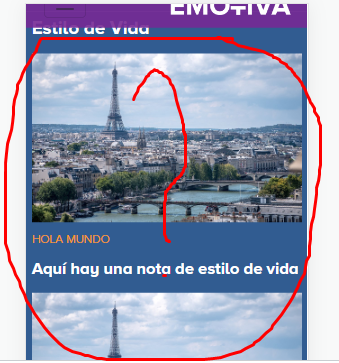 EMOTIVA
Estilo de Vida
HOLA MUNDO
Aquí hay una nota de estilo de vida